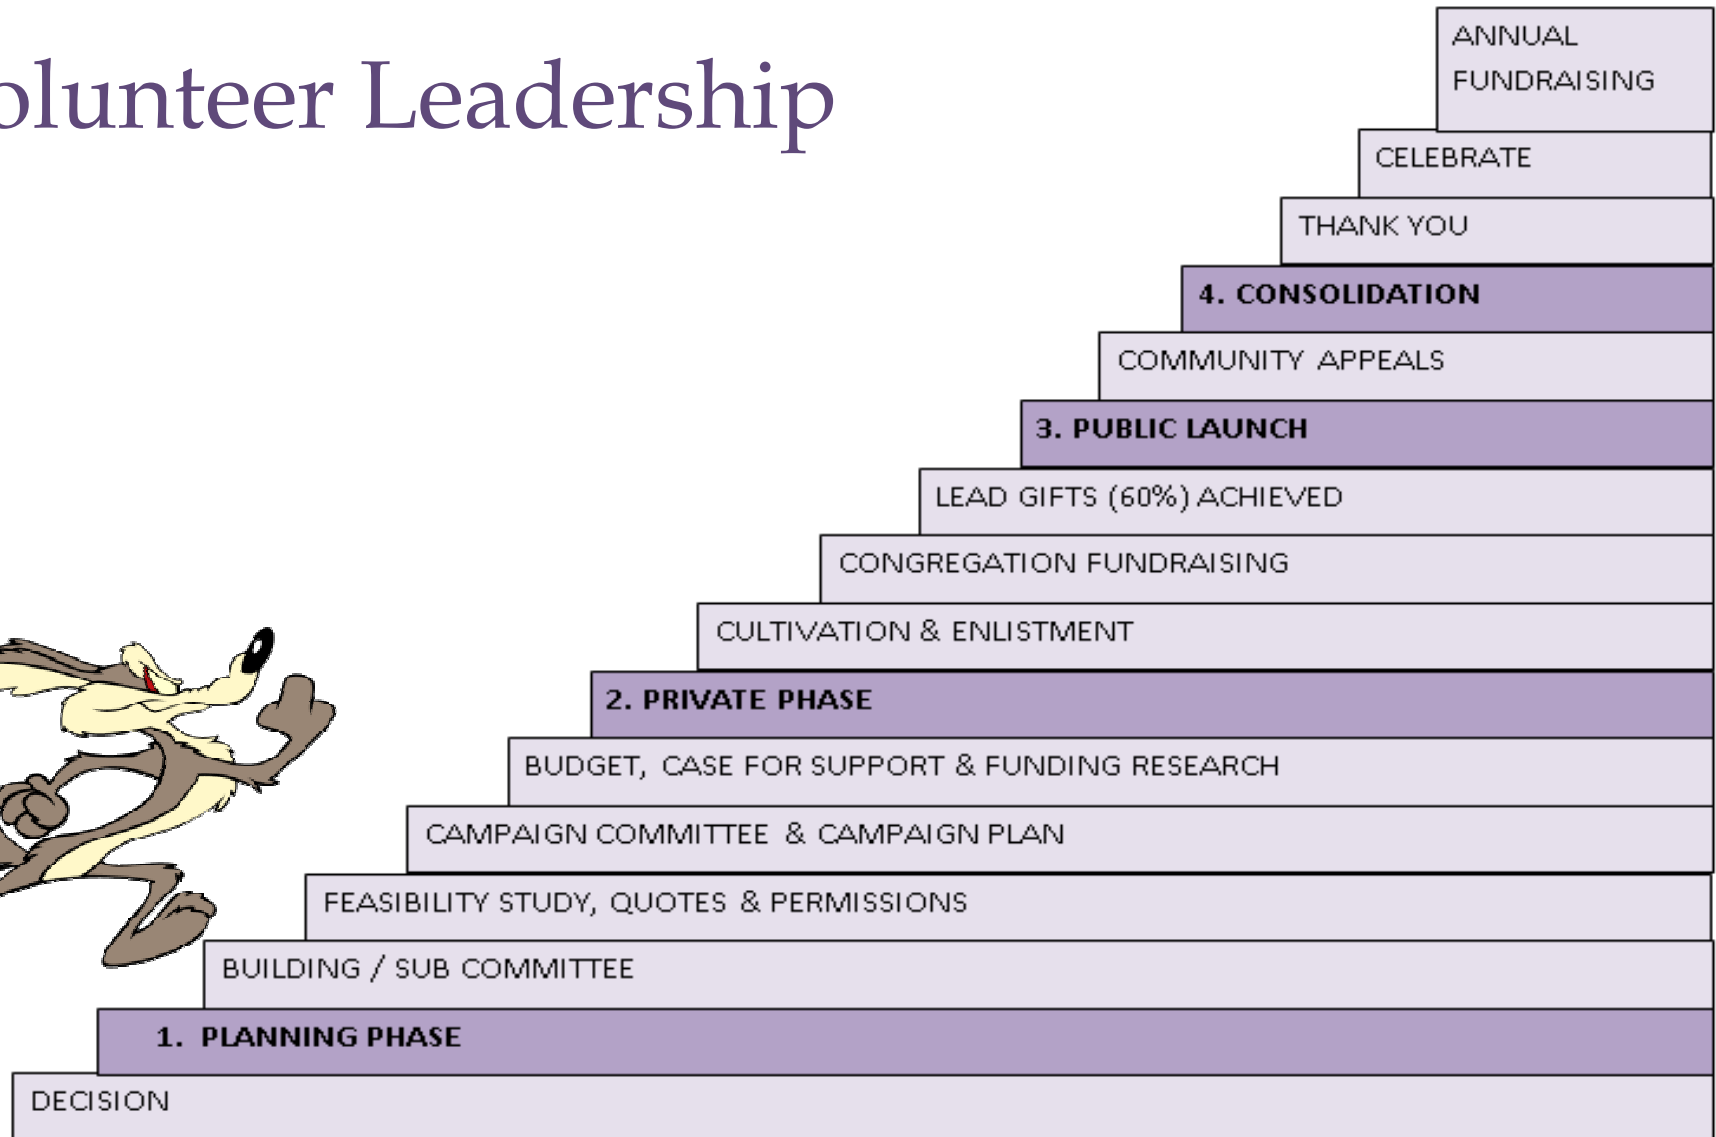 olunteer Leadership
ANNUAL
FUNDRAISING
CELEBRATE
THANK YOU
4. CONSOLIDATION
COMMUNITY APPEALS
3. PUBLIC LAUNCH
LEAD GIFTS (60%) ACHIEVED
CONGREGATION FUNDRAISING
CULTIVATION & ENLISTMENT
2. PRIVATE PHASE
BUDGET, CASE FOR SUPPORT & FUNDING RESEARCH
CAMPAIGN COMMITTEE & CAMPAIGN PLAN
FEASIBILITY STUDY, QUOTES & PERMISSIONS
BUILDING / SUB COMMITTEE
1. PLANNING PHASE
DECISION